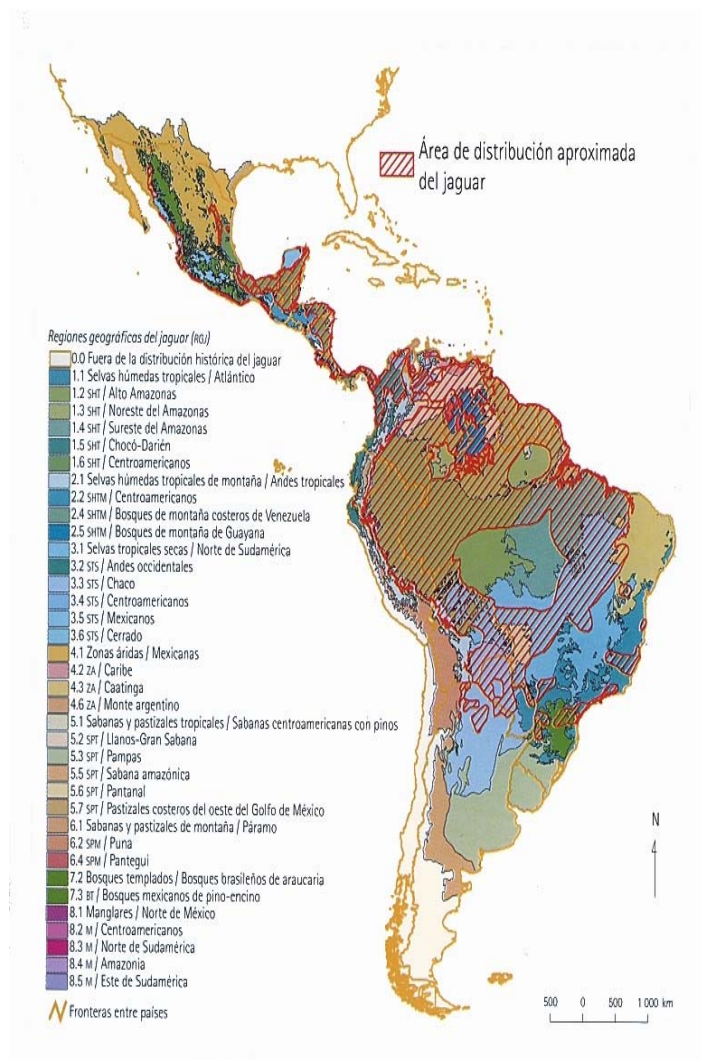 Área de distribución aproximada
del jaguar
Regiones geográficas del jaguar (RGJ)
0.0 Fuera de la distribución histórica del jaguar
1.1 Selvas húmedas tropicales / Atlántico
1.2 SHT / Alto Amazonas
1.3 SHT / Noreste del Amazonas
1.4 SHT / Sureste del Amazonas
1.5 SHT / Chocó-Darién
1.6 SHT / Centroamericanos
2.1 Selvas húmedas tropicales de montaña / Andes tropicales
2.2 SHTM / Centroamericanos
2.4 SHTM / Bosques de montaña costeros de Venezuela
2.5 SHTM / Bosques de montaña de Guayana
3.1 Selvas tropicales secas / Norte de Sudamérica
3.2 STS / Andes occidentales
3.3 STS / Chaco
3.4 STS / Centroamericanos
3.5 STS / Mexicanos
3.6 STS / Cerrado
4.1 Zonas áridas / Mexicanas
4.2 ZA / Caribe
4.3 ZA / Caatinga
4.6 ZA / Monte argentino
5.1 Sabanas y pastizales tropicales / Sabanas centroamericanas con pinos
5.2 SPT / Llanos-Gran Sabana
5.3 SPT / Pampas
5.5 SPT / Sabana amazónica
5.6 SPT / Pantanal
5.7 SPT / Pastizales costeros del oeste del Golfo de México
6.1 Sabanas y pastizales de montaña / Páramo
6.2 SPM / Puna
6.4 SPM / Pantegui
7.2 Bosques templados / Bosques brasileños de araucaria
7.3 BT / Bosques mexicanos de pino-encino
8.1 Manglares / Norte de México
8.2 M / Centroamericanos
8.3 M / Norte de Sudamérica
8.4 M / Amazonia
8.5 M / Este de Sudamérica
Fronteras entre países
N
500 0 500 1 000 km